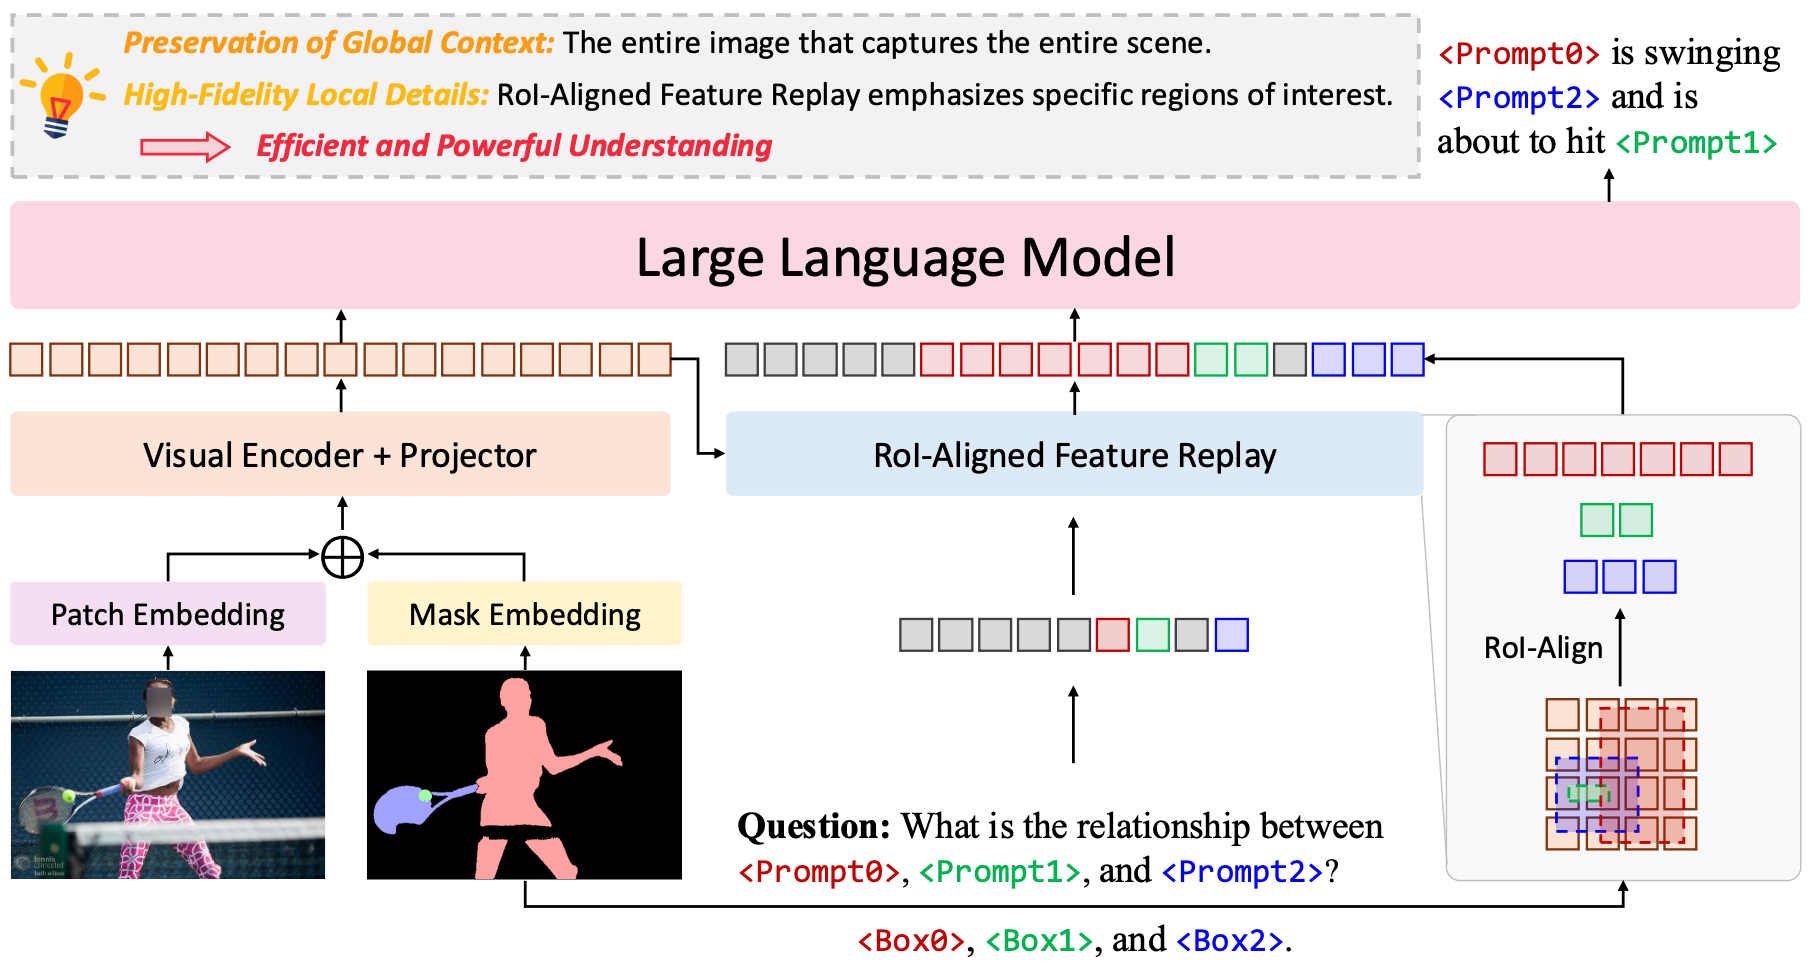 Preservation of Global Context: The entire image that captures the entire scene.
High-Fidelity Local Details: RoI-Aligned Feature Replay emphasizes specific regions of interest.
Efficient and Powerful Understanding
<Prompt0> is swinging
<Prompt2> and is
about to hit <Prompt1>
Large Language Model
Visual Encoder + Projector
RoI-Aligned Feature Replay
Patch Embedding
Mask Embedding
RoI-Align
tennis
connected
Question: What is the relationship between
<Prompt0>, <Prompt1>, and <Prompt2>?
<Box0>, <Box1>, and <Box2>.